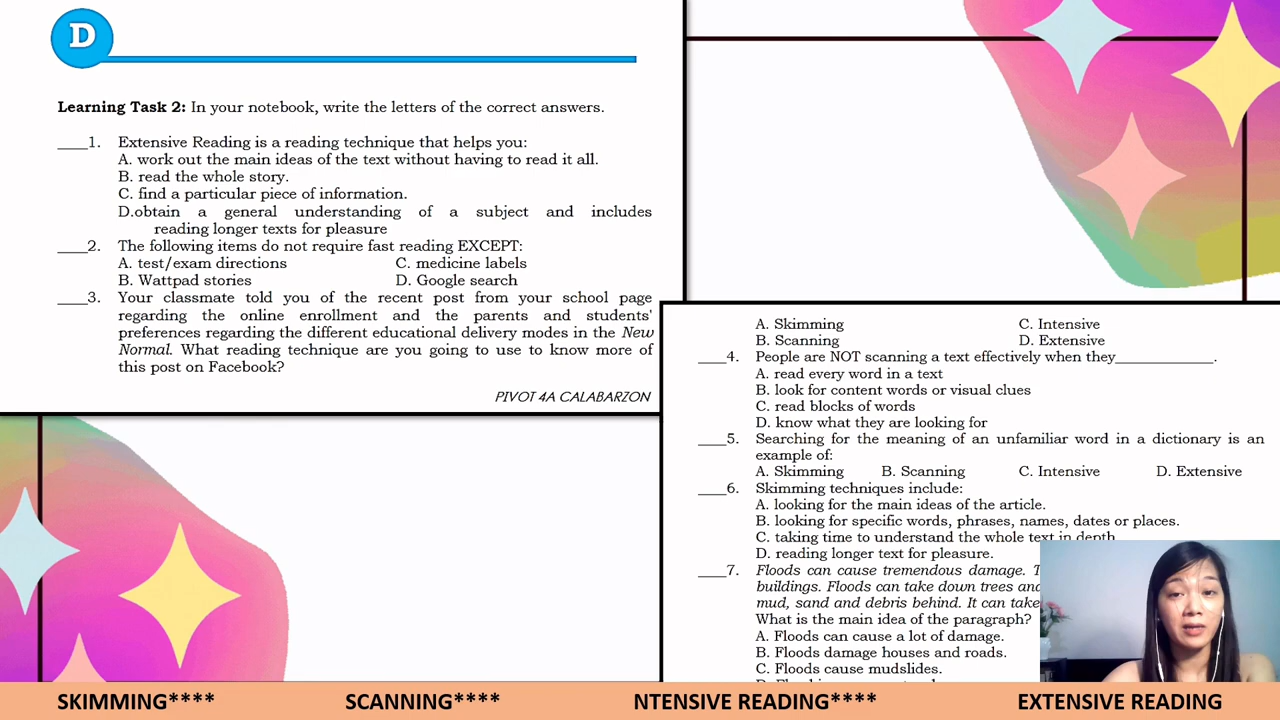 D
Learning Task 2: In your notebook, write the letters of the correct answers.
____1. Extensive Reading is a reading technique that helps you:
A. work out the main ideas of the text without having to read it all.
B. read the whole story.
C. find a particular piece of information.
D.obtain a general understanding of a subject and includes
reading longer texts for pleasure
____2. The following items do not require fast reading EXCEPT:
A. test/exam directions C. medicine labels
B. Wattpad stories D. Google search
____3. Your classmate told you of the recent post from your school page
regarding the online enrollment and the parents and students'
preferences regarding the different educational delivery modes in the New
Normal. What reading technique are you going to use to know more of
this post on Facebook?
PIVOT 4A CALABARZON
A. Skimming C. Intensive
B. Scanning D. Extensive
____4. People are NOT scanning a text effectively when they_____________.
A. read every word in a text
B. look for content words or visual clues
C. read blocks of words
D. know what they are looking for
____5. Searching for the meaning of an unfamiliar word in a dictionary is an
example of:
A. Skimming B. Scanning C. Intensive D. Extensive
____6. Skimming techniques include:
A. looking for the main ideas of the article.
B. looking for specific words, phrases, names, dates or places.
C. taking time to understand the whole text in depth
D. reading longer text for pleasure.
____7. Floods can cause tremendous damage.
buildings. Floods can take down trees and
mud, sand and debris behind. It can take
What is the main idea of the paragraph?
A. Floods can cause a lot of damage.
B. Floods damage houses and roads.
C. Floods cause mudslides.
SKIMMING**** SCANNING**** NTENSIVE READING**** EXTENSIVE READING